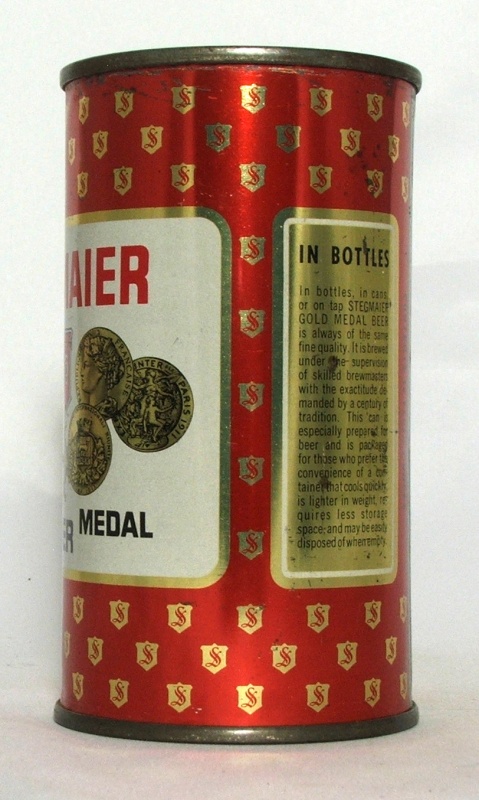 MAIER
INTER PARIS 1911
FRANCAISE
MEDAL
IN BOTTLES
In bottles, in cans
or on tap STEGMAIER'
GOLD MEDAL BEER
is always of the same
fine quality. It is brewed
under the supervision
of skilled brewmasters
with the exactitude de-
manded by a century of
tradition. This can is
especially prepared for
beer and is packaged
for those who prefer the
convenience of a con-
tainer that cools quickly,
is lighter in weight, re-
quires less storage
space, and may be easily
disposed of when empty.